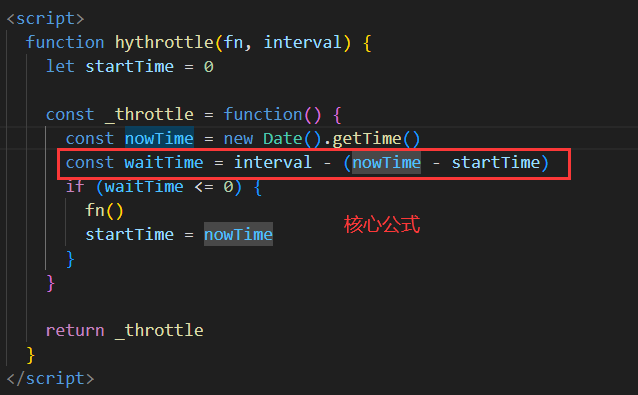 <script>
function hythrottle(fn, interval) {
let startTime = 0
const _throttle = function() {
const nowTime = new Date().getTime()
const waitTime = interval - (nowTime - startTime)
if (waitTime <= 0) {
fn()
startTime = nowTime
核心公式
}
}
return _throttle
}
</script>